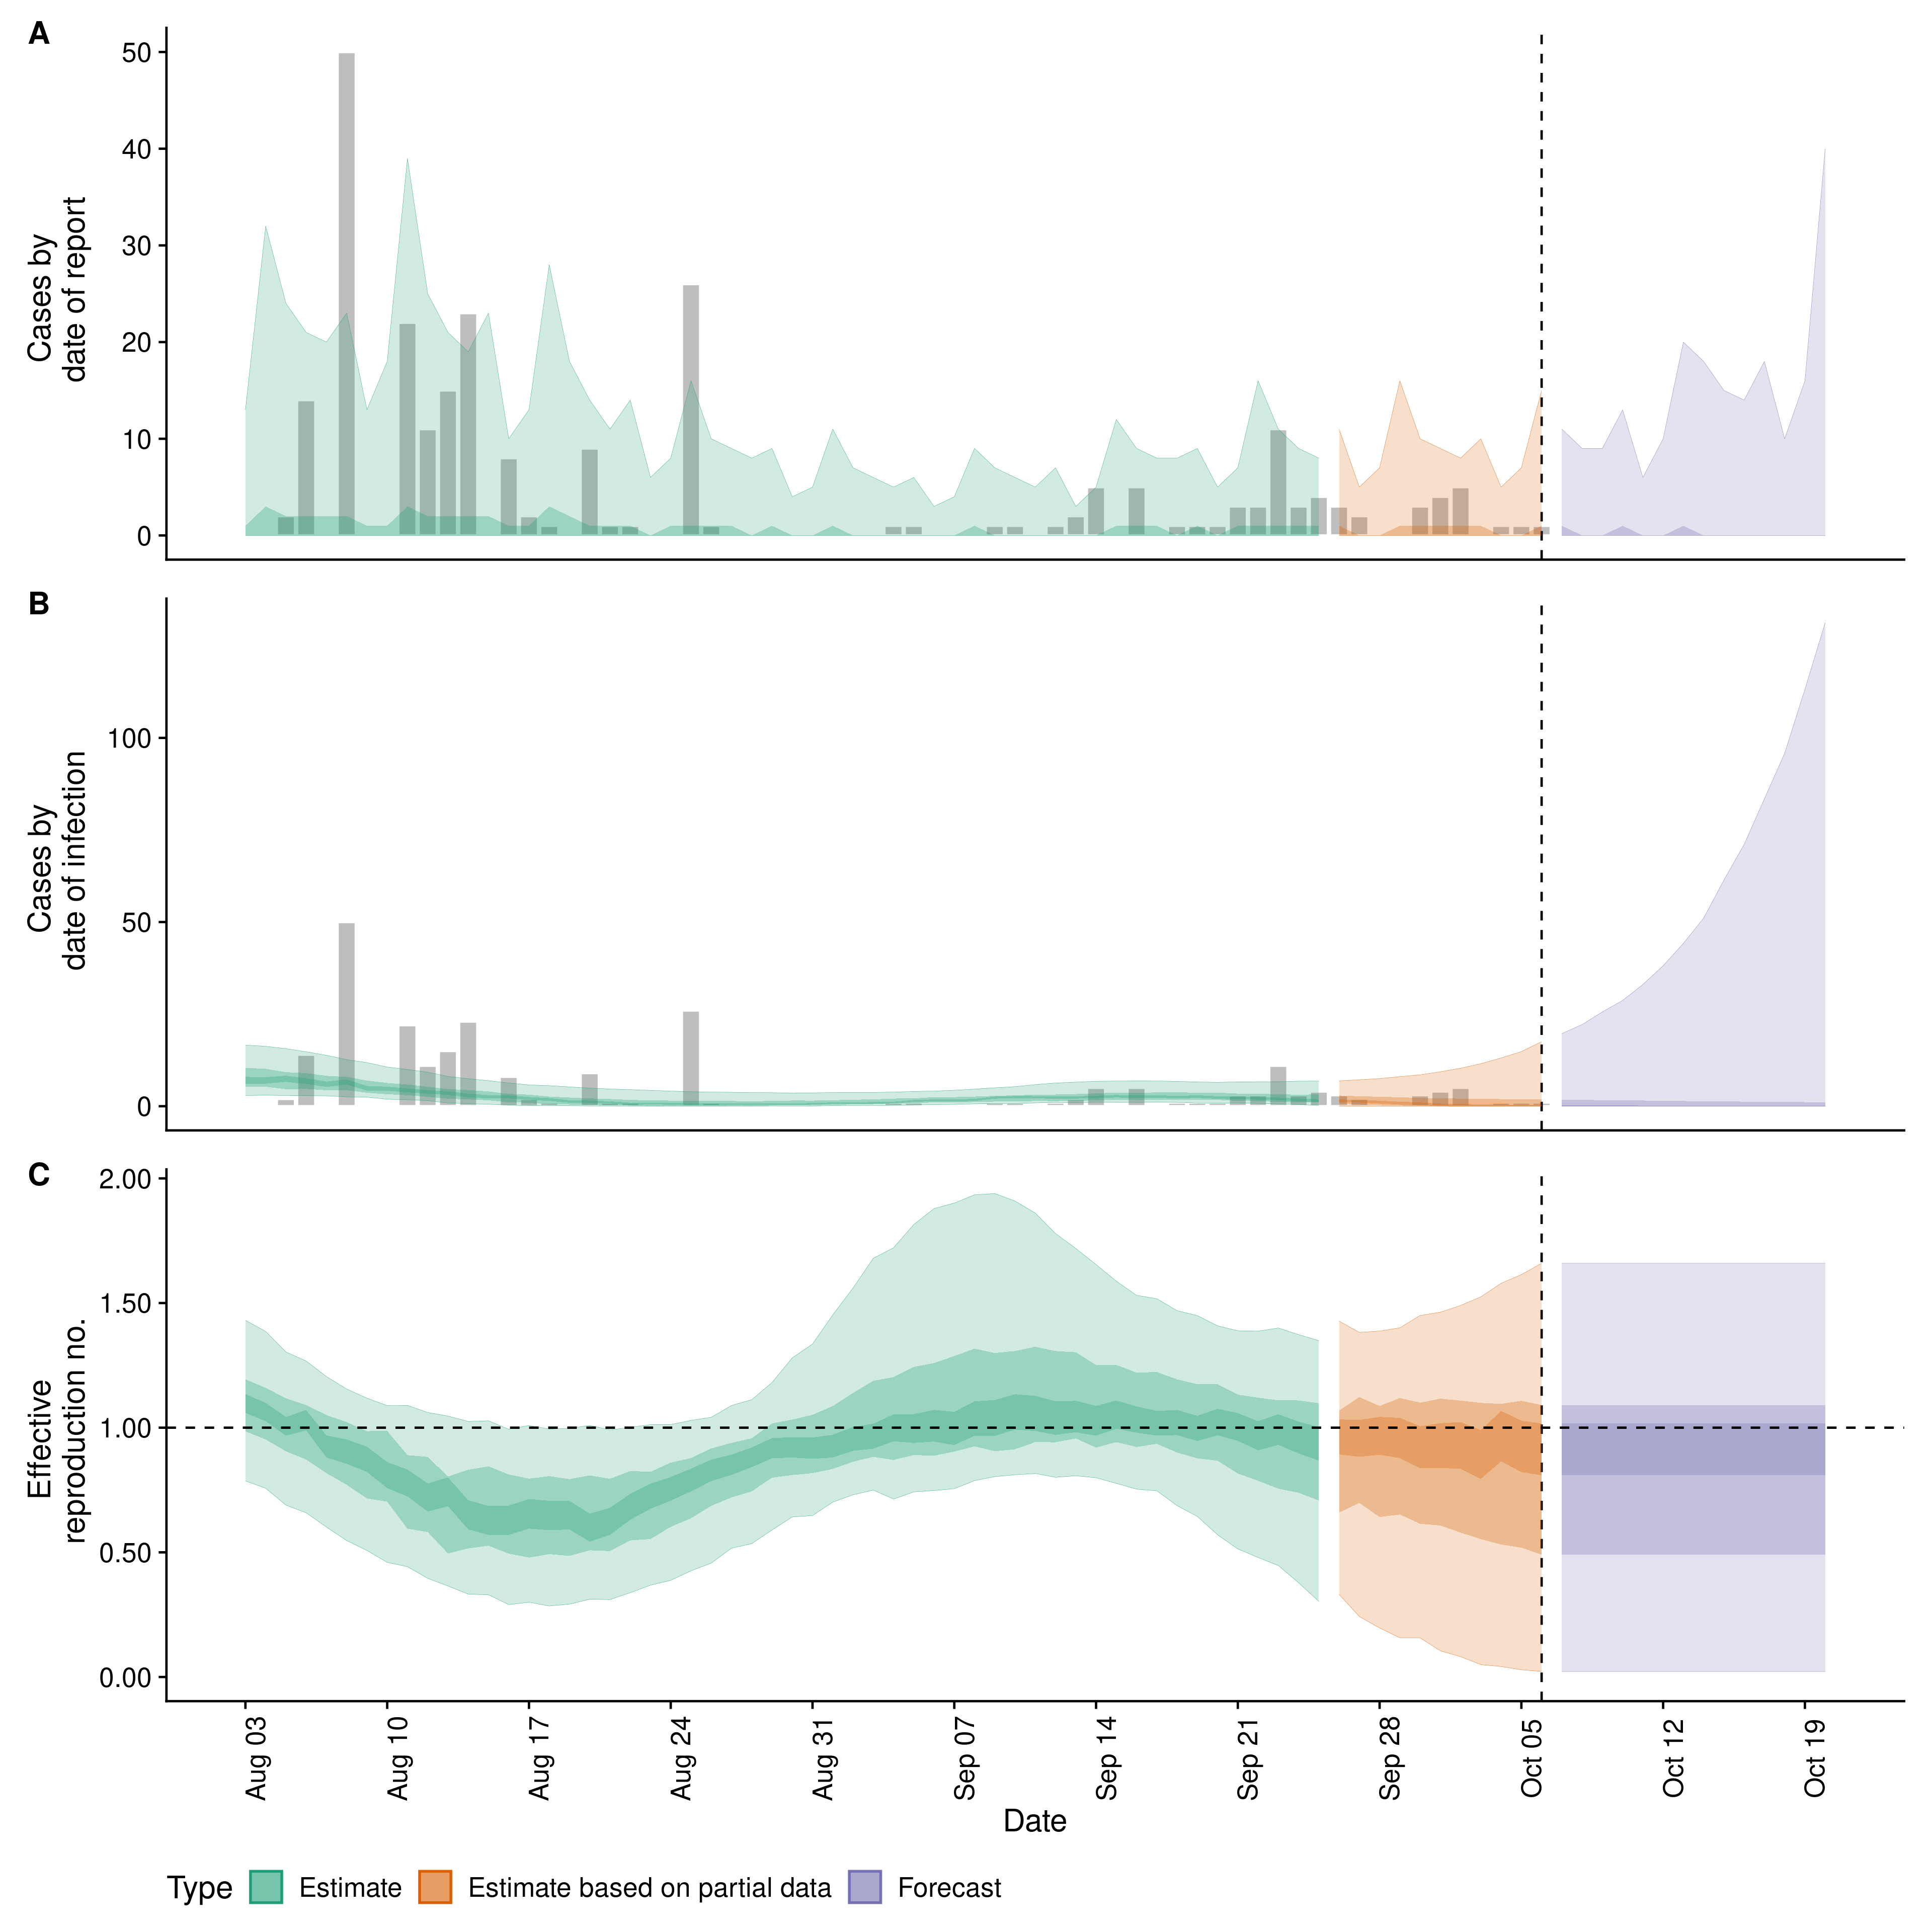 A
50
40
30
20
10
0
Cases by
date of report
B
100
50
0
Cases by
date of infection
C
2.00
1.50
1.00
0.50
0.00
Effective
reproduction no.
Aug 03
Aug 10
Aug 17
Aug 24
Aug 31
Sep 07
Sep 14
Sep 21
Sep 28
Oct 05
Oct 12
Oct 19
Date
Type Estimate Estimate based on partial data Forecast